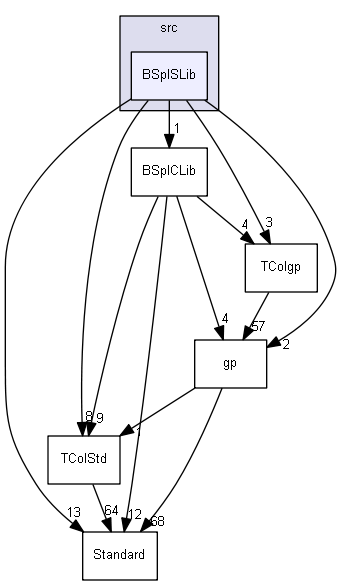 src
BSplSLib
1
BSplCLib
4 3
TColgp
4 57
2
gp
8 9
TColStd
13 64 12 68
Standard